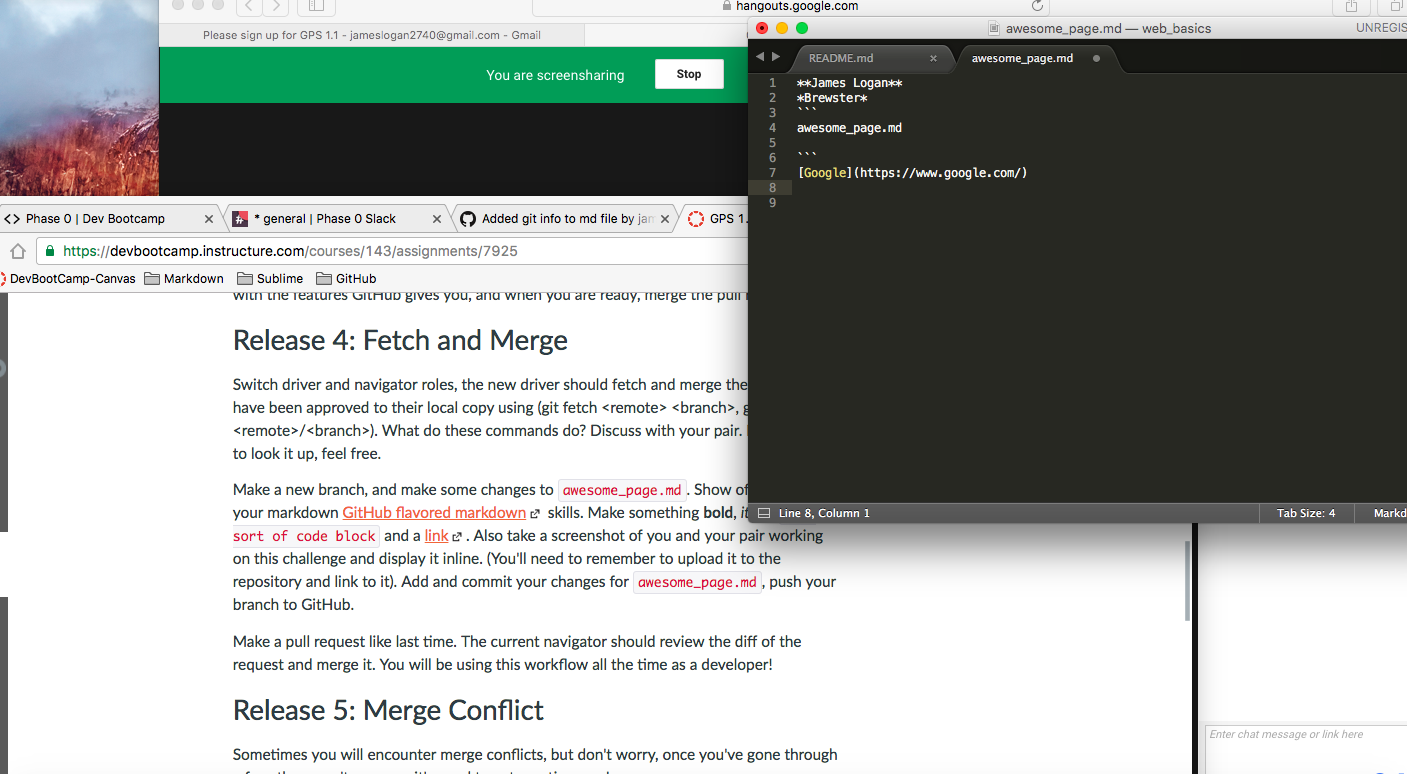 hangouts.google.com
Please sign up for GPS 1.1 - jameslogan2740@gmail.com - Gmail
You are screensharing
Stop
awesome_page.md — web_basics
UNREGIS
README.md
awesome_page.md
1 **James Logan**
2 *Brewster*
3 ```
4 awesome_page.md
5
6 ```
7 [Google](https://www.google.com/)
8
9
Line 8, Column 1
Tab Size: 4
Markd
<> Phase 0 | Dev Bootcamp
* general | Phase 0 Slack
Added git info to md file by jam
GPS 1.
https://devbootcamp.instructure.com/courses/143/assignments/7925
DevBootCamp-Canvas
Markdown
Sublime
GitHub
with the features GitHub gives you, and when you are ready, merge the pull
Release 4: Fetch and Merge
Switch driver and navigator roles, the new driver should fetch and merge the
have been approved to their local copy using (git fetch <remote> <branch>, g
<remote>/<branch>). What do these commands do? Discuss with your pair.
to look it up, feel free.
Make a new branch, and make some changes to awesome_page.md . Show of
your markdown GitHub flavored markdown skills. Make something bold, it
sort of code block and a link . Also take a screenshot of you and your pair working
on this challenge and display it inline. (You'll need to remember to upload it to the
repository and link to it). Add and commit your changes for awesome_page.md , push your
branch to GitHub.
Make a pull request like last time. The current navigator should review the diff of the
request and merge it. You will be using this workflow all the time as a developer!
Release 5: Merge Conflict
Sometimes you will encounter merge conflicts, but don't worry, once you've gone through
Enter chat message or link here